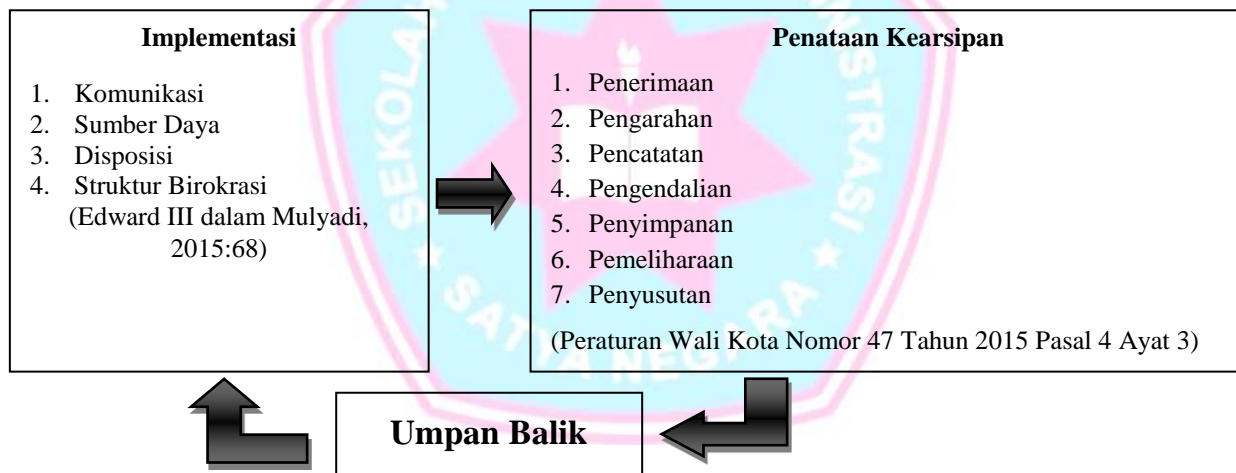 Implementasi
1. Komunikasi
2. Sumber Daya
3. Disposisi
4. Struktur Birokrasi
(Edward III dalam Mulyadi,
2015:68)
Penataan Kearsipan
1. Penerimaan
2. Pengarahan
3. Pencatatan
4. Pengendalian
5. Penyimpanan
6. Pemeliharaan
7. Penyusutan
(Peraturan Wali Kota Nomor 47 Tahun 2015 Pasal 4 Ayat 3)
Umpan Balik
SATYA NEGARA